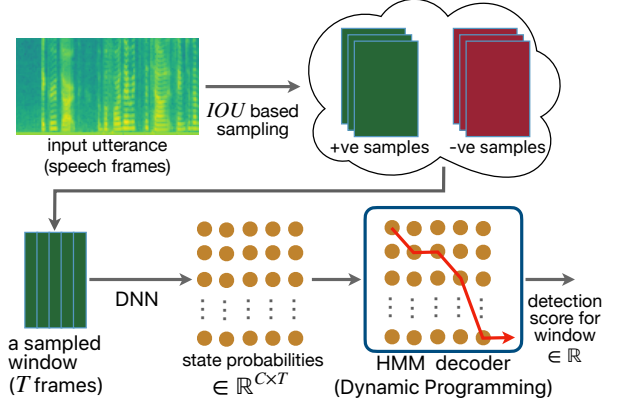 IOU based
sampling
input utterance
(speech frames)
+ve samples
-ve samples
DNN
a sampled
window
(T frames)
state probabilities
∈ ℝ^{C×T}
HMM decoder
(Dynamic Programming)
detection
score for
window
∈ ℝ